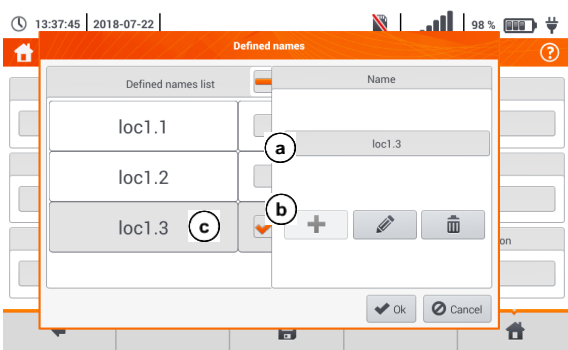 13:37:45 2018-07-22 98 %
Defined names
?
Defined names list
Name
loc1.1
loc1.2
loc1.3
loc1.3
a
b
c
on
Ok
Cancel